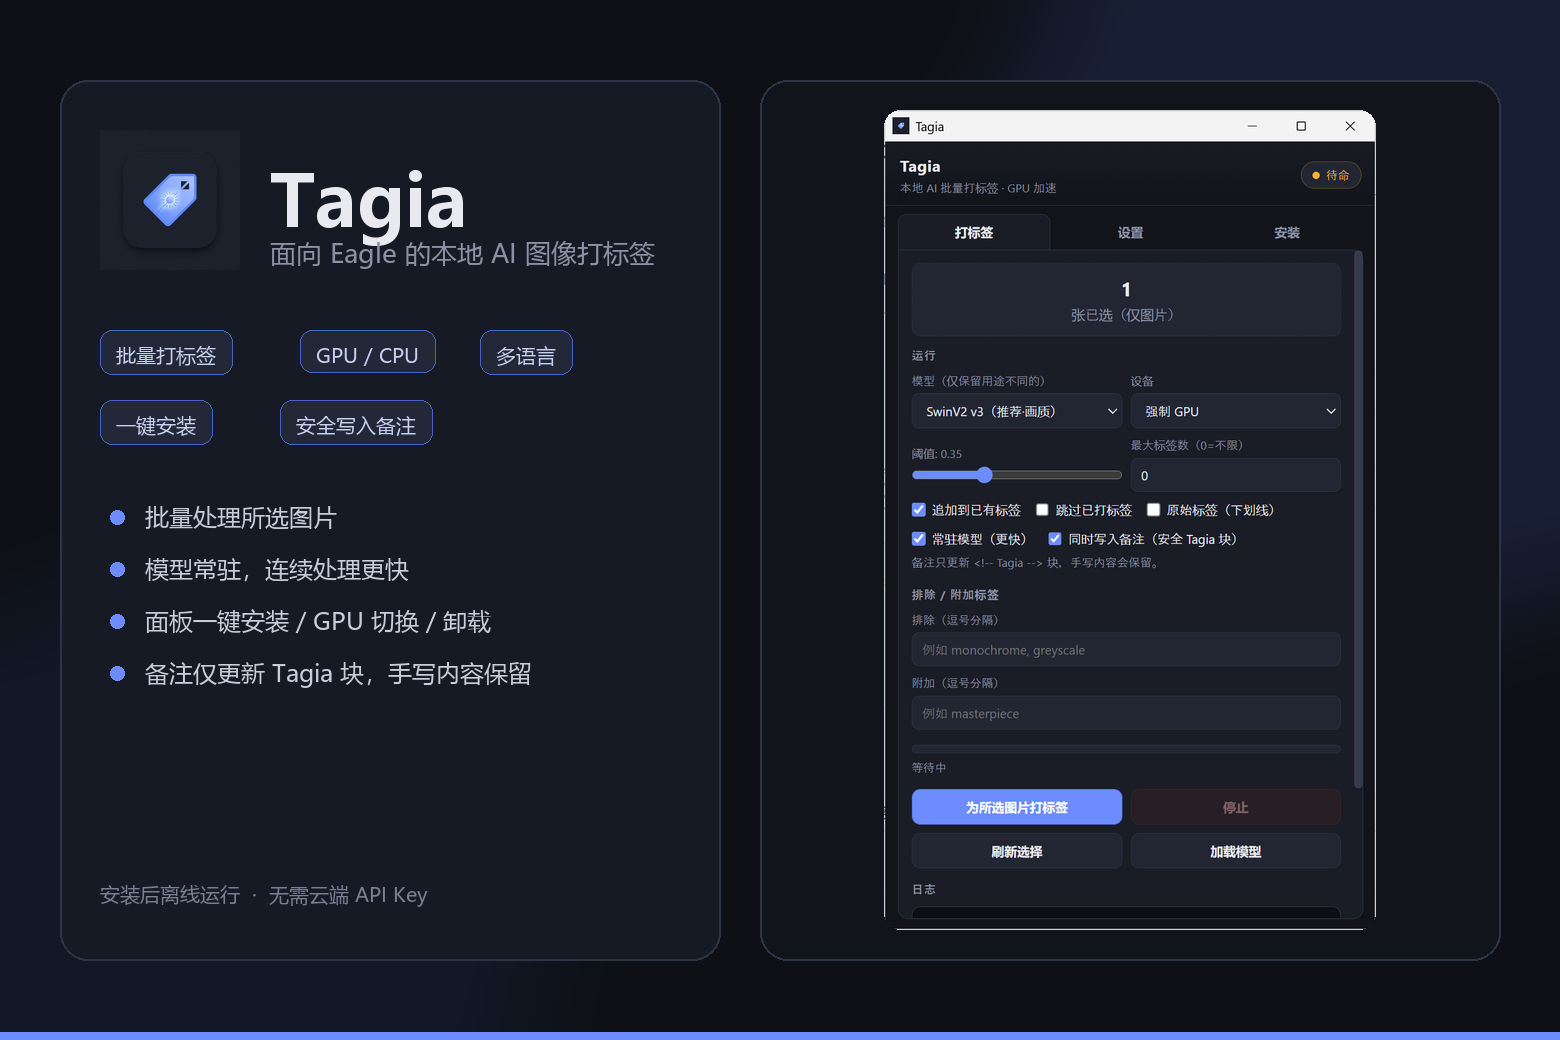 Tagia
面向 Eagle 的本地 AI 图像打标签
批量打标签
GPU / CPU
多语言
一键安装
安全写入备注
批量处理所选图片
模型常驻，连续处理更快
面板一键安装 / GPU 切换 / 卸载
备注仅更新 Tagia 块，手写内容保留
安装后离线运行 · 无需云端 API Key
Tagia
Tagia
本地 AI 批量打标签 · GPU 加速
待命
打标签
设置
安装
1
张已选（仅图片）
运行
模型（仅保留用途不同的）
设备
SwinV2 v3（推荐·画质）
强制 GPU
阈值: 0.35
最大标签数（0=不限）
0
追加到已有标签
跳过已打标签
原始标签（下划线）
常驻模型（更快）
同时写入备注（安全 Tagia 块）
备注只更新 <!-- Tagia --> 块，手写内容会保留。
排除 / 附加标签
排除（逗号分隔）
例如 monochrome, greyscale
附加（逗号分隔）
例如 masterpiece
等待中
为所选图片打标签
停止
刷新选择
加载模型
日志